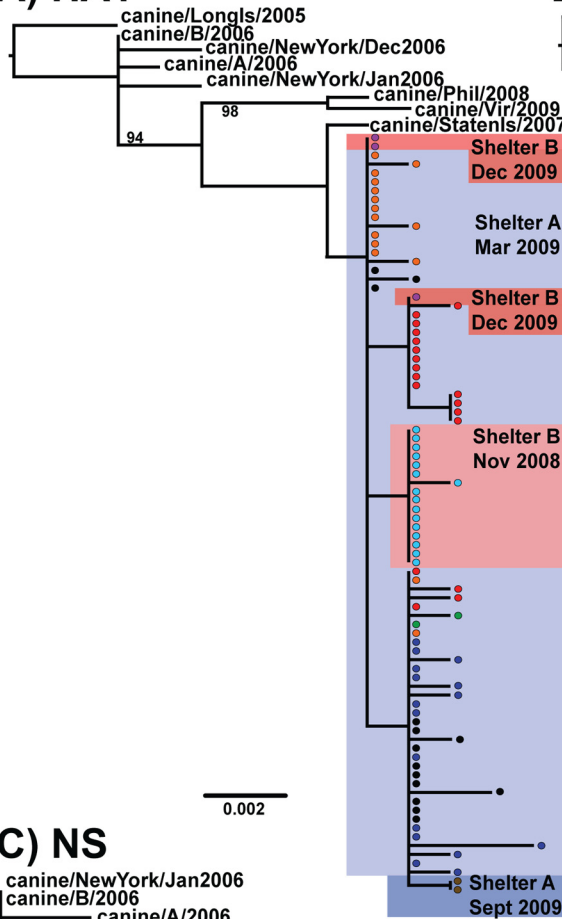 canine/LongIs/2005
canine/B/2006
canine/NewYork/Dec2006
canine/A/2006
canine/NewYork/Jan2006
canine/Phil/2008
98
canine/Vir/2009
canine/StatenIs/2007
94
Shelter B
Dec 2009
Shelter A
Mar 2009
Shelter B
Dec 2009
Shelter B
Nov 2008
0.002
C) NS
canine/NewYork/Jan2006
canine/B/2006
canine/A/2006
Shelter A
Sept 2009